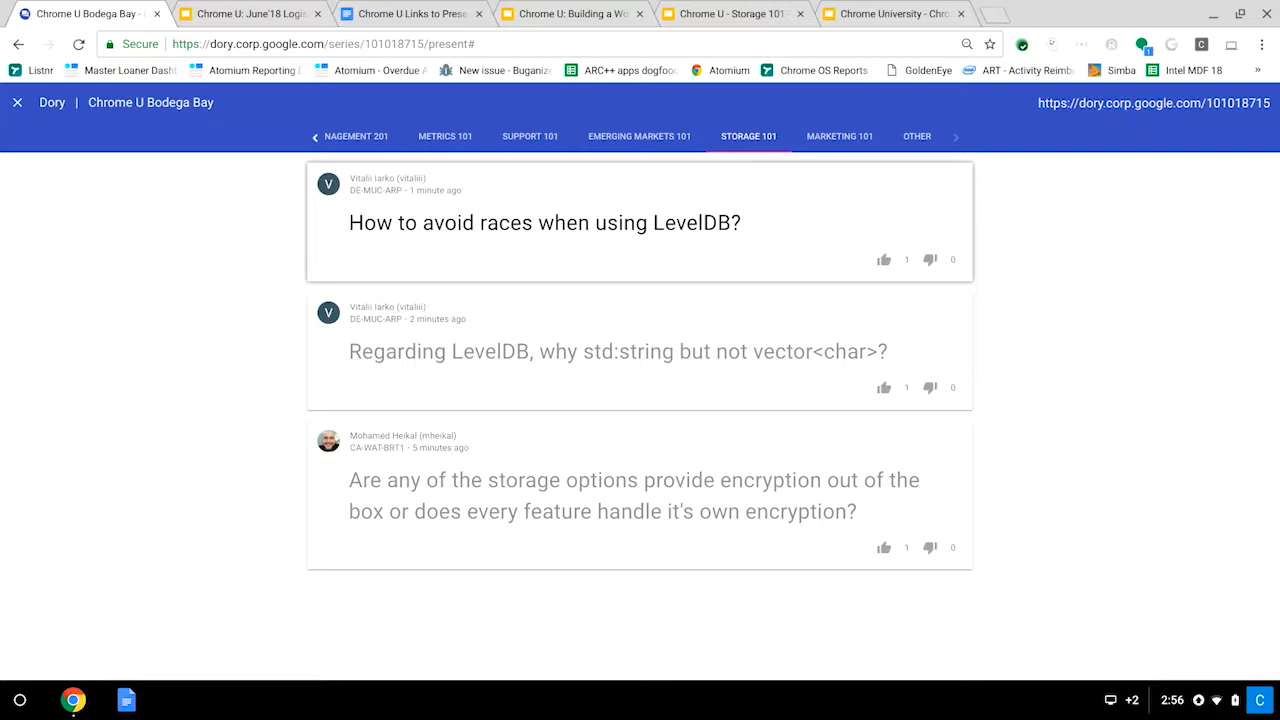 Chrome U Bodega Bay -
Chrome U: June'18 Logis
Chrome U Links to Prese
Chrome U: Building a Wo
Chrome U - Storage 101
Chrome University - Chro
Secure
https://dory.corp.google.com/series/101018715/present#
Listnr
Master Loaner Dasht
Atomium Reporting
Atomium - Overdue
New issue - Buganize
ARC++ apps dogfoo
Atomium
Chrome OS Reports
GoldenEye
ART - Activity Reimb
Simba
Intel MDF 18
»
Dory | Chrome U Bodega Bay
https://dory.corp.google.com/101018715
NAGEMENT 201
METRICS 101
SUPPORT 101
EMERGING MARKETS 101
STORAGE 101
MARKETING 101
OTHER
V
Vitalii Iarko (vitaliii)
DE-MUC-ARP - 1 minute ago
How to avoid races when using LevelDB?
1 0
V
Vitalii Iarko (vitaliii)
DE-MUC-ARP - 2 minutes ago
Regarding LevelDB, why std:string but not vector<char>?
1 0
Mohamed Heikal (mheikal)
CA-WAT-BRT1 - 5 minutes ago
Are any of the storage options provide encryption out of the
box or does every feature handle it's own encryption?
1 0
+2
2:56
C